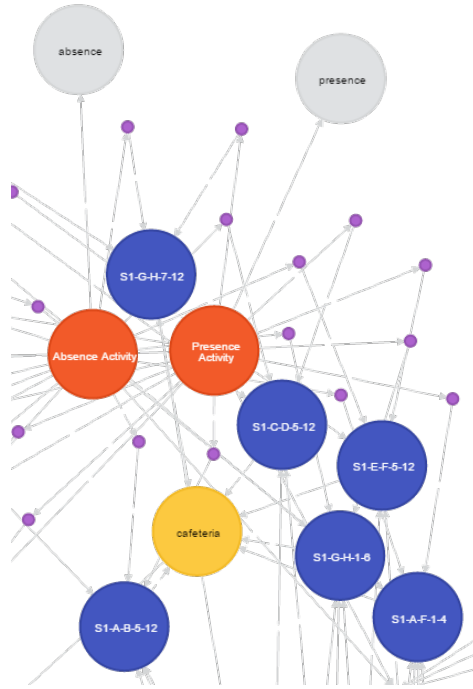 absence
presence
S1-G-H-7-12
Absence Activity
Presence
Activity
S1-C-D-5-12
S1-E-F-5-12
cafeteria
S1-G-H-1-6
S1-A-F-1-4
S1-A-B-5-12